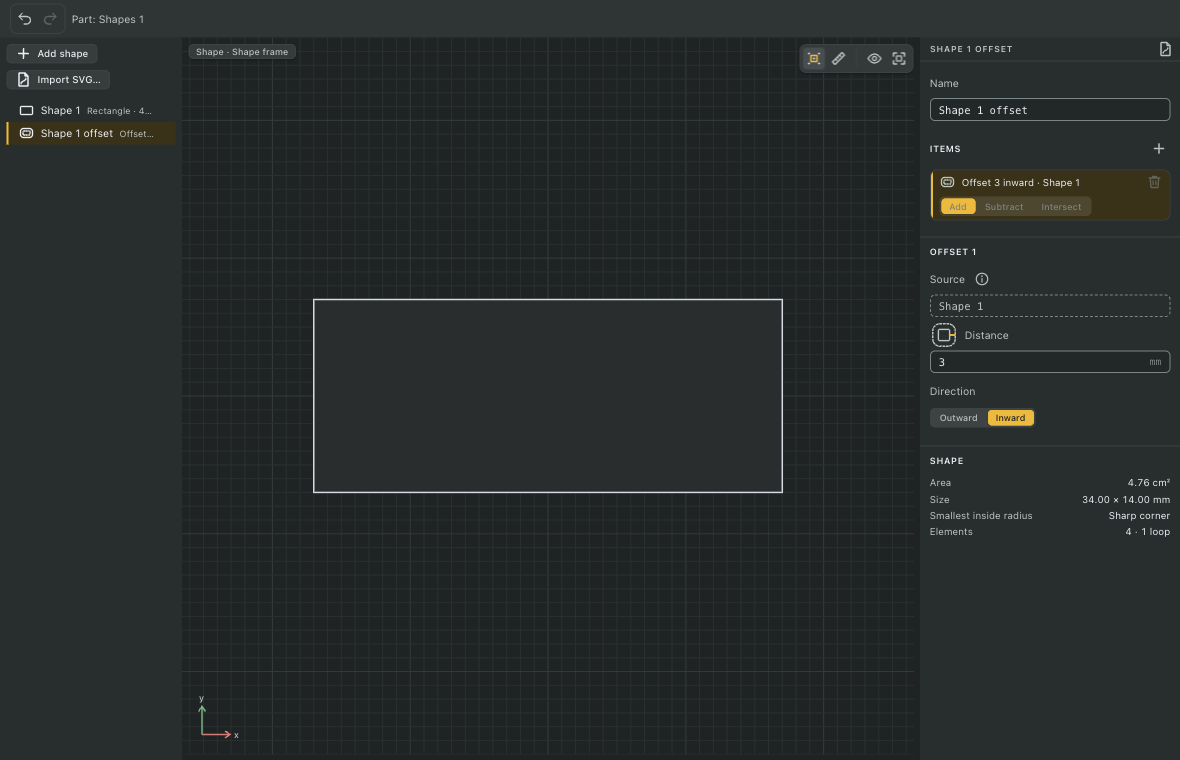 Part: Shapes 1
Add shape
Import SVG...
Shape 1 Rectangle · 4...
Shape 1 offset Offset...
Shape · Shape frame
y
x
SHAPE 1 OFFSET
Name
Shape 1 offset
ITEMS
Offset 3 inward · Shape 1
Add Subtract Intersect
OFFSET 1
Source
Shape 1
Distance
3 mm
Direction
Outward Inward
SHAPE
Area 4.76 cm²
Size 34.00 × 14.00 mm
Smallest inside radius Sharp corner
Elements 4 · 1 loop